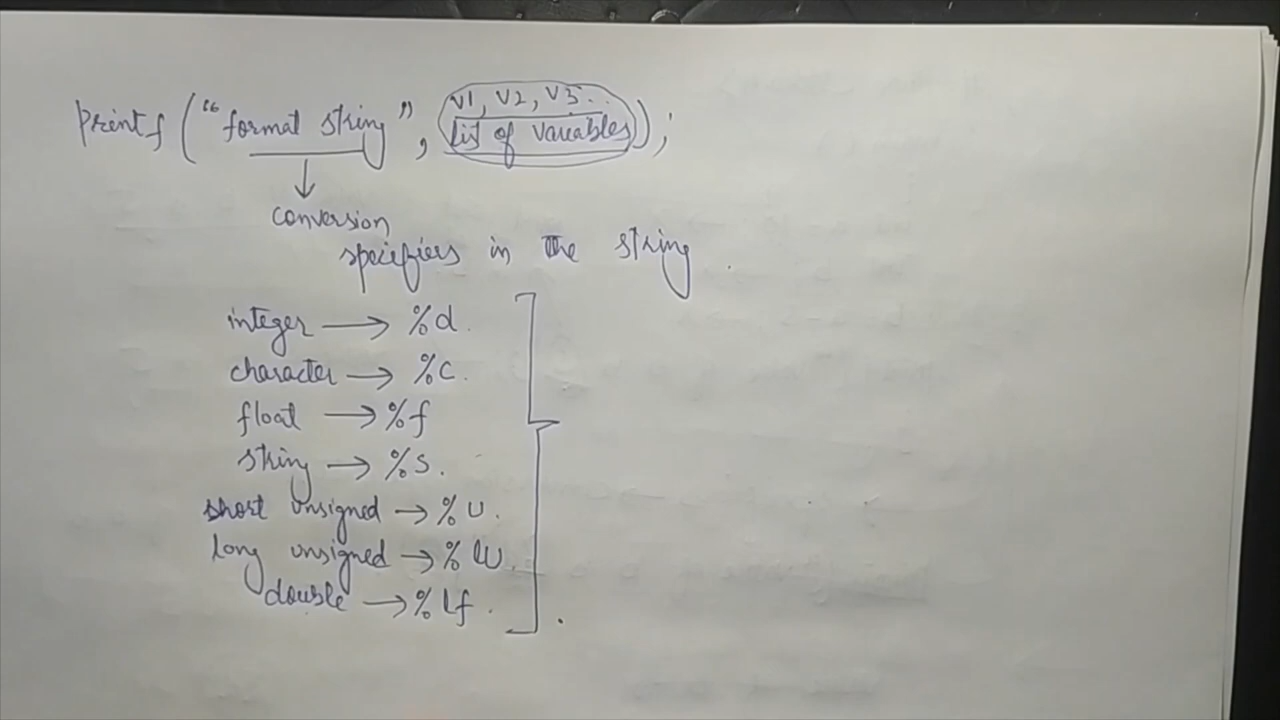 v1, v2, v3..
printf ("format string", list of variables);
conversion
specifiers in the string.
integer → %d.
character → %c.
float → %f
string → %s.
short unsigned → %u.
long unsigned → %lu.
double → %lf.